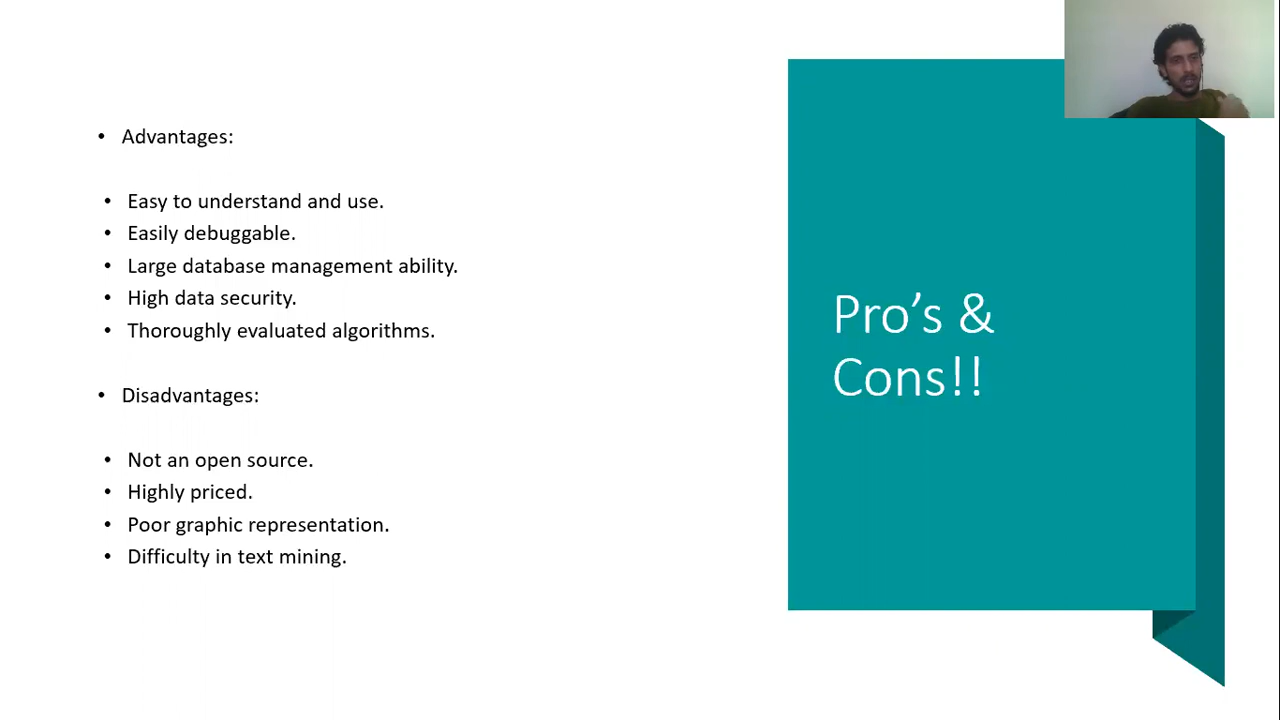 • Advantages:
• Easy to understand and use.
• Easily debuggable.
• Large database management ability.
• High data security.
• Thoroughly evaluated algorithms.
• Disadvantages:
• Not an open source.
• Highly priced.
• Poor graphic representation.
• Difficulty in text mining.
Pro’s &
Cons!!